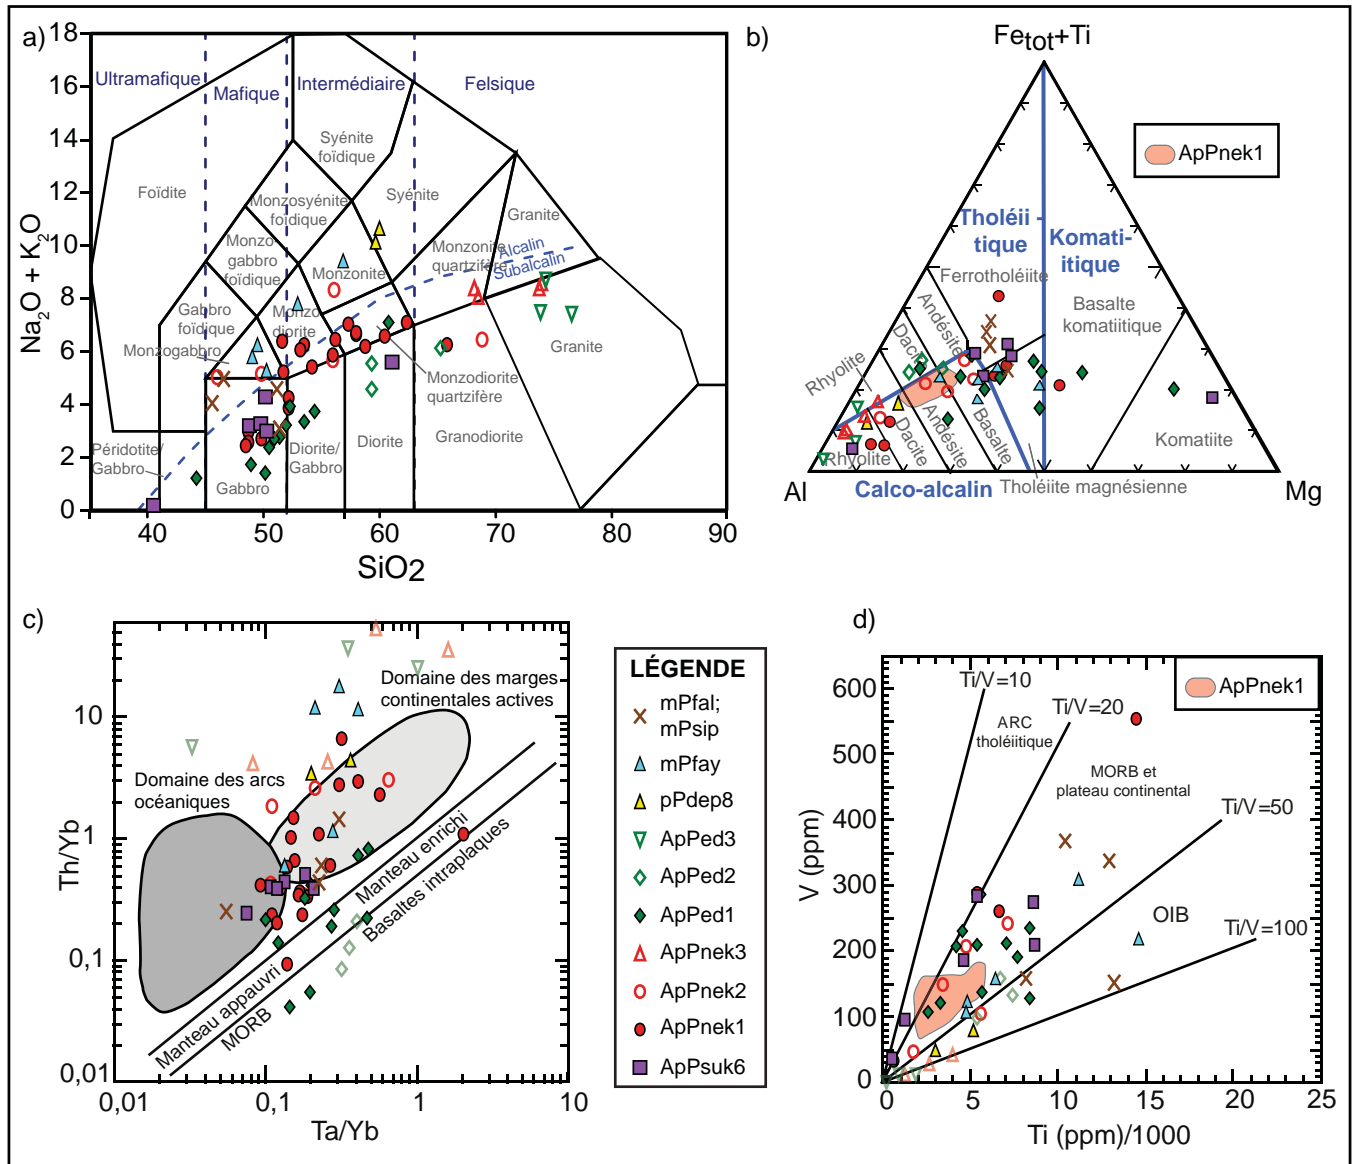 a)
18
16
14
12
10
8
6
4
2
0
Na2O + K2O
40
50
60
70
80
90
SiO2
Ultramafique
Mafique
Intermédiaire
Felsique
Foïdite
Syénite
foïdique
Monzosyénite
foïdique
Syénite
Granite
Monzo-
gabbro
foïdique
Monzonite
Monzonite
quartzifère
Alcalin
Subalcalin
Gabbro
foïdique
Monzo
diorite
Monzogabbro
Granite
Monzodiorite
quartzifère
Péridotite/
Gabbro
Gabbro
Diorite/
Gabbro
Diorite
Granodiorite
b)
Fetot+Ti
ApPnek1
Tholéii -
tique
Komati-
itique
Ferrotholéiite
Basalte
komatiitique
Andésite
Dacite
Rhyolite
Rhyolite
Dacite
Andésite
Basalte
Komatiite
Al
Calco-alcalin
Tholéiite magnésienne
Mg
c)
10
1
0,1
0,01
Th/Yb
0,01
0,1
1
10
Ta/Yb
Domaine des marges
continentales actives
Domaine des arcs
océaniques
Manteau enrichi
Basaltes intraplaques
Manteau appauvri
MORB
LÉGENDE
mPfal;
mPsip
mPfay
pPdep8
ApPed3
ApPed2
ApPed1
ApPnek3
ApPnek2
ApPnek1
ApPsuk6
d)
600
500
400
300
200
100
0
V (ppm)
0
5
10
15
20
25
Ti (ppm)/1000
Ti/V=10
ARC
tholéiitique
Ti/V=20
ApPnek1
MORB et
plateau continental
Ti/V=50
OIB
Ti/V=100